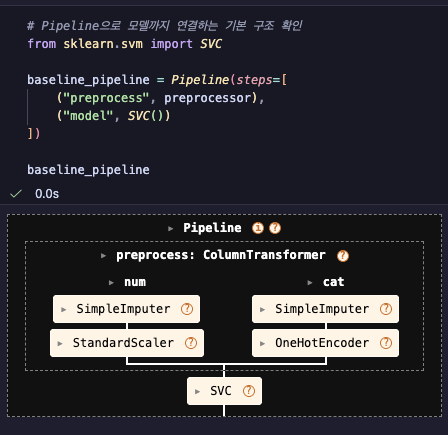 # Pipeline으로 모델까지 연결하는 기본 구조 확인
from sklearn.svm import SVC
baseline_pipeline = Pipeline(steps=[
("preprocess", preprocessor),
("model", SVC())
])
baseline_pipeline
0.0s
Pipeline i ?
preprocess: ColumnTransformer ?
num cat
SimpleImputer ? SimpleImputer ?
StandardScaler ? OneHotEncoder ?
SVC ?